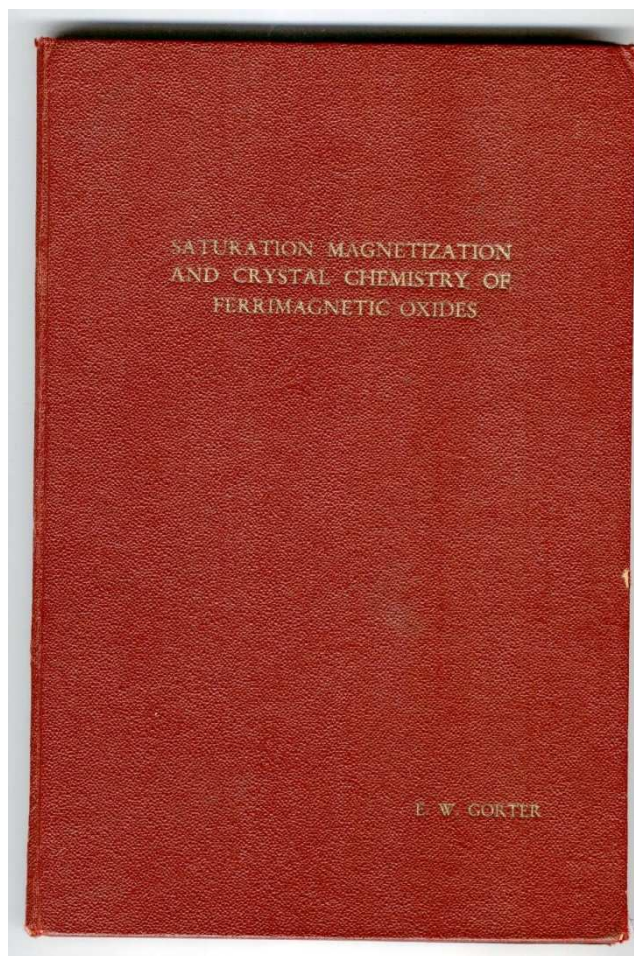 SATURATION MAGNETIZATION
AND CRYSTAL CHEMISTRY OF
FERRIMAGNETIC OXIDES
E. W. GORTER